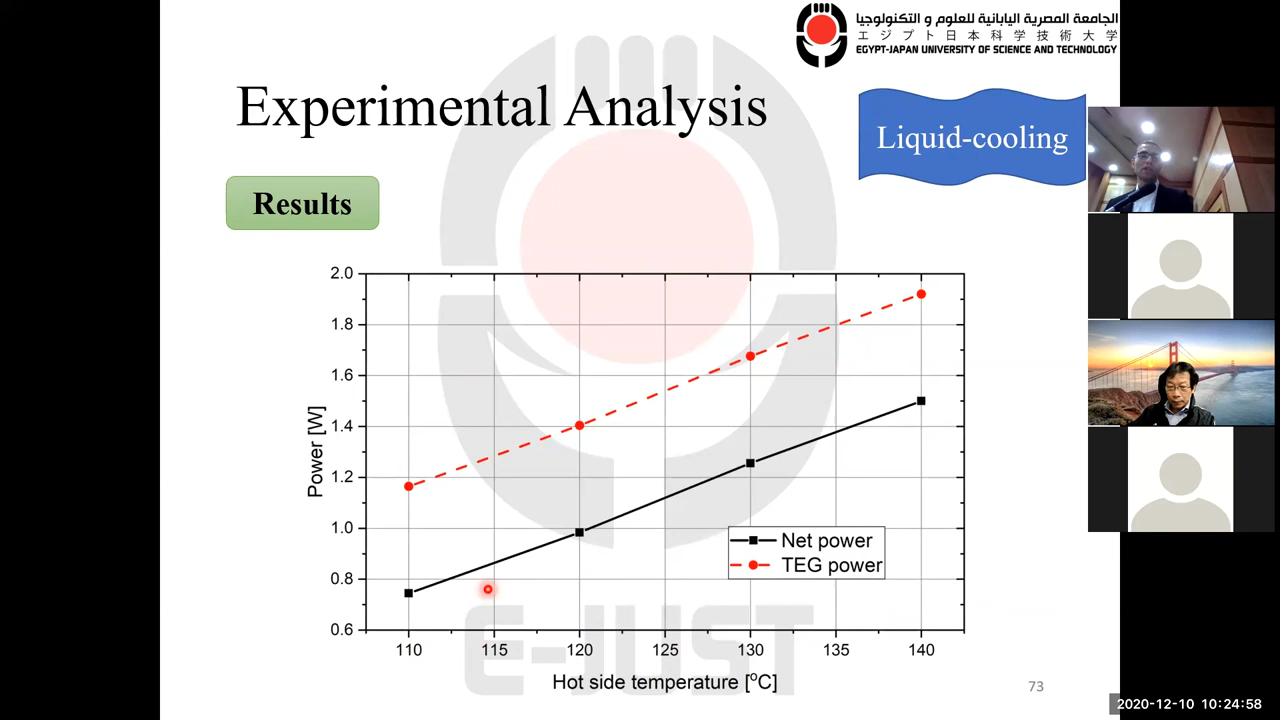 الجامعة المصرية اليابانية للعلوم و التكنولوجيا
エジプト日本科学技術大学
EGYPT-JAPAN UNIVERSITY OF SCIENCE AND TECHNOLOGY
Experimental Analysis
Liquid-cooling
Results
2.0
1.8
1.6
1.4
1.2
1.0
0.8
0.6
Power [W]
Net power
TEG power
110 115 120 125 130 135 140
Hot side temperature [°C]
E-JUST
73
2020-12-10 10:24:58